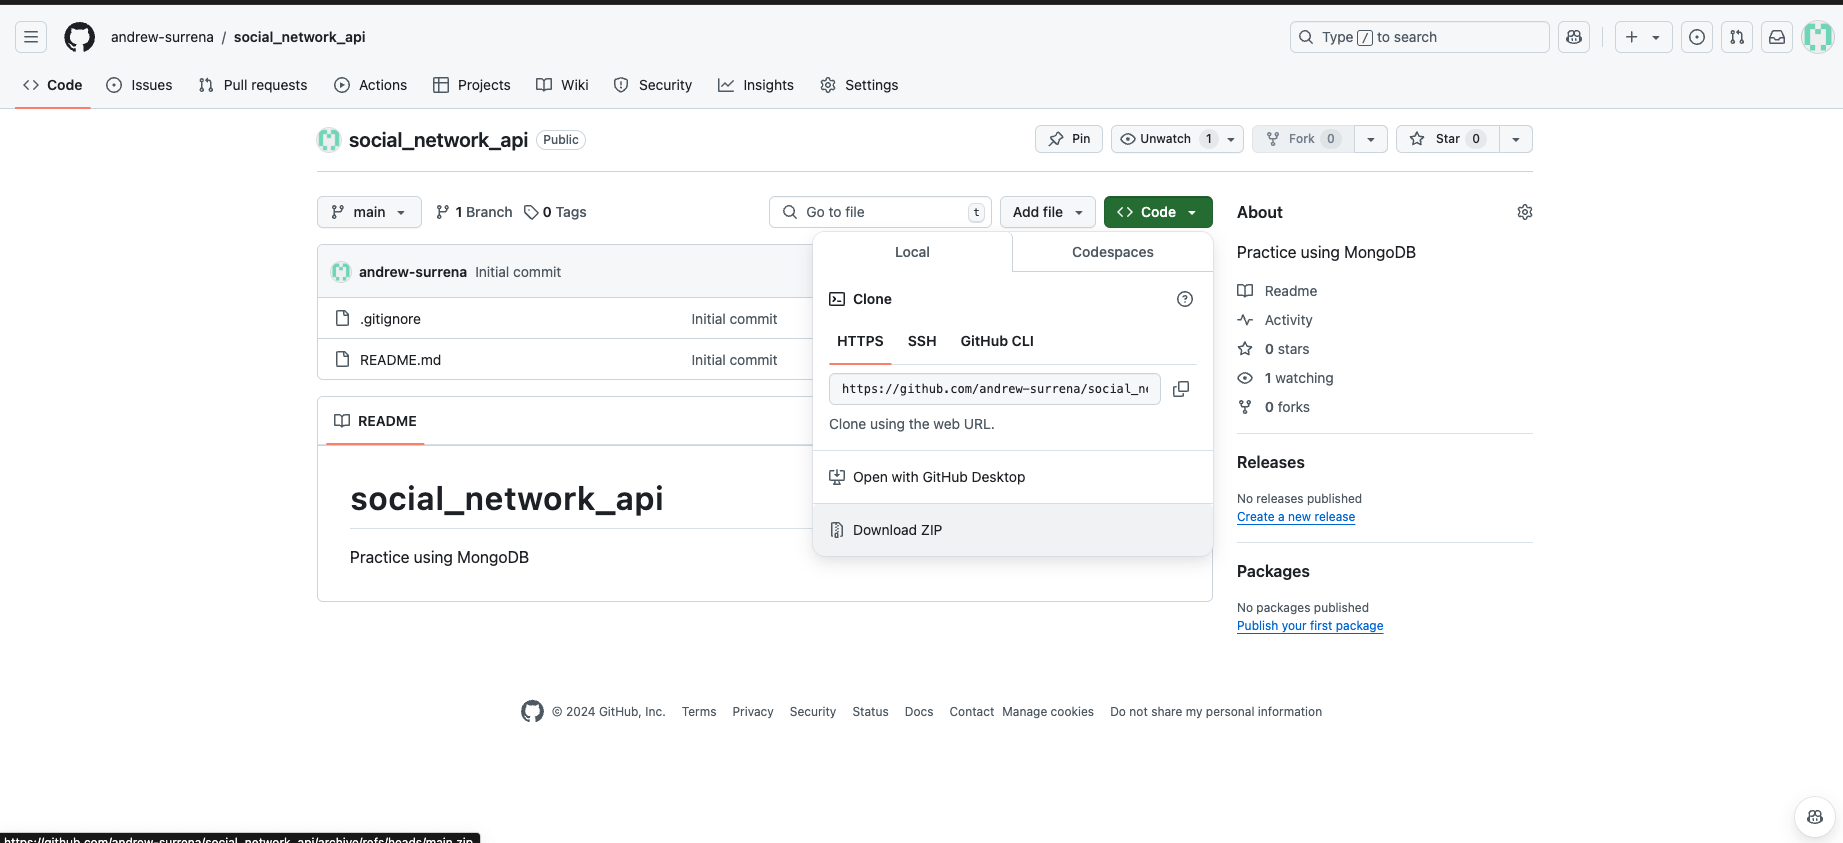 andrew-surrena / social_network_api
Type / to search
Code Issues Pull requests Actions Projects Wiki Security Insights Settings
social_network_api Public
Pin Unwatch 1 Fork 0 Star 0
main 1 Branch 0 Tags Go to file t Add file Code
andrew-surrena Initial commit
.gitignore Initial commit
README.md Initial commit
README
social_network_api
Practice using MongoDB
Local Codespaces
Clone
HTTPS SSH GitHub CLI
https://github.com/andrew-surrena/social_ne
Clone using the web URL.
Open with GitHub Desktop
Download ZIP
About
Practice using MongoDB
Readme
Activity
0 stars
1 watching
0 forks
Releases
No releases published
Create a new release
Packages
No packages published
Publish your first package
© 2024 GitHub, Inc. Terms Privacy Security Status Docs Contact Manage cookies Do not share my personal information
https://github.com/andrew-surrena/social_network_api/archive/refs/heads/main.zip